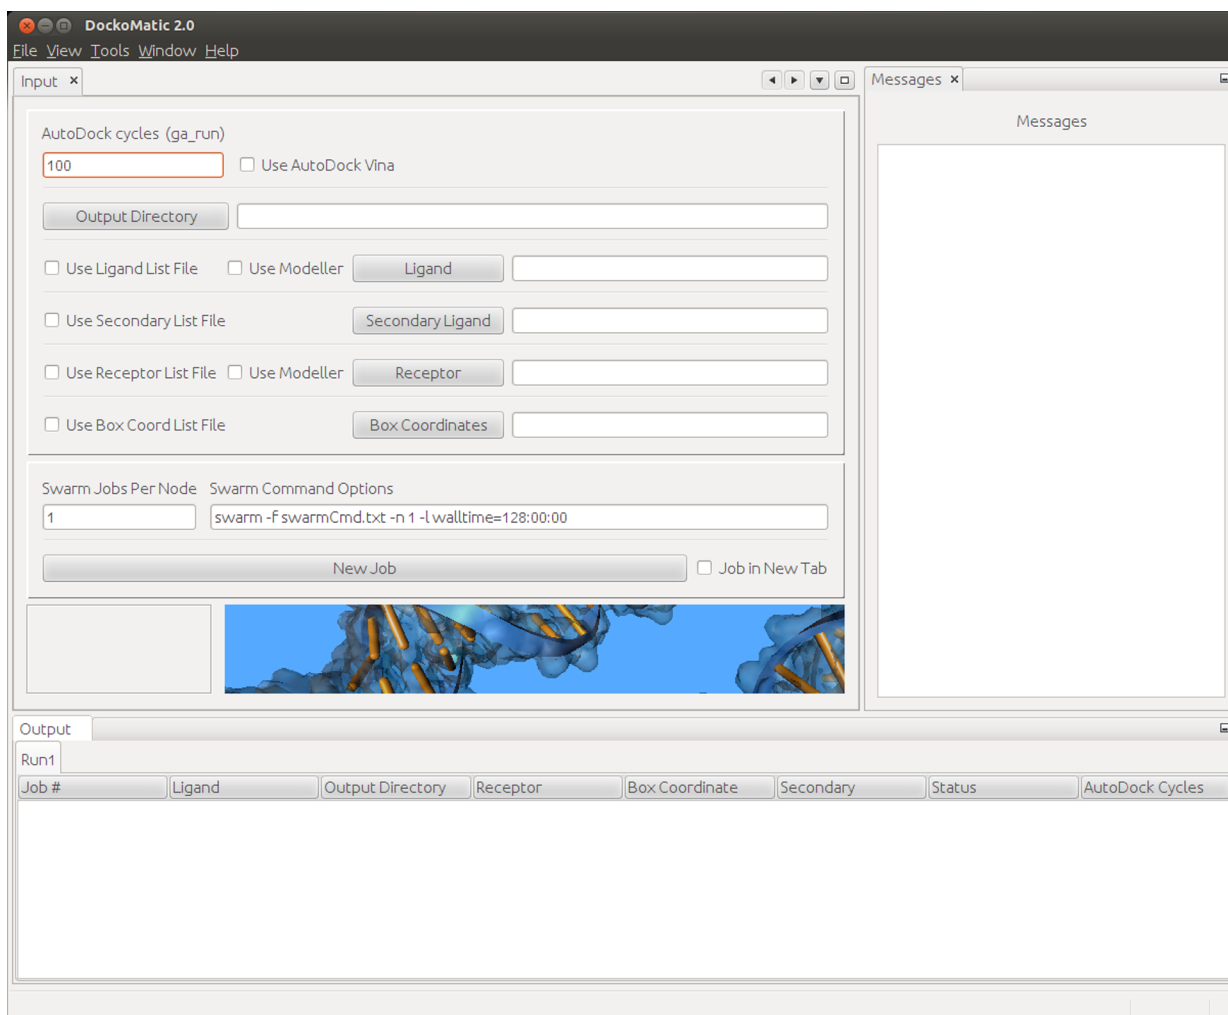 DockoMatic 2.0
File View Tools Window Help
Input
Messages
Messages
AutoDock cycles (ga_run)
100 Use AutoDock Vina
Output Directory
Use Ligand List File Use Modeller Ligand
Use Secondary List File Secondary Ligand
Use Receptor List File Use Modeller Receptor
Use Box Coord List File Box Coordinates
Swarm Jobs Per Node Swarm Command Options
1 swarm -f swarmCmd.txt -n 1 -l walltime=128:00:00
New Job Job in New Tab
Output
Run1
Job # Ligand Output Directory Receptor Box Coordinate Secondary Status AutoDock Cycles